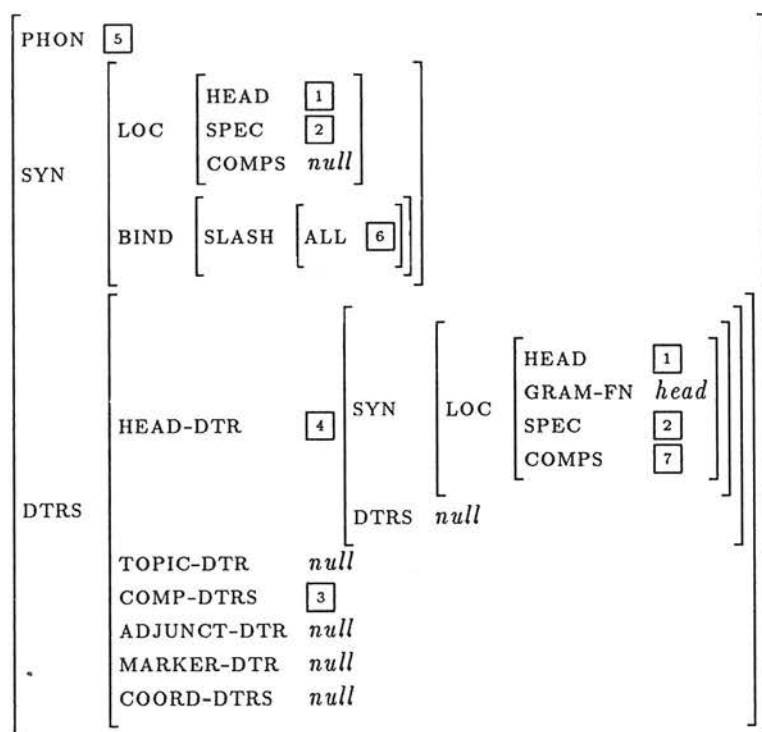 PHON 5
HEAD 1
LOC SPEC 2
COMPS null
SYN
BIND SLASH ALL 6
HEAD 1
GRAM-FN head
SYN LOC
HEAD-DTR 4 SPEC 2
COMPS 7
DTRS DTRS null
TOPIC-DTR null
COMP-DTRS 3
ADJUNCT-DTR null
MARKER-DTR null
COORD-DTRS null